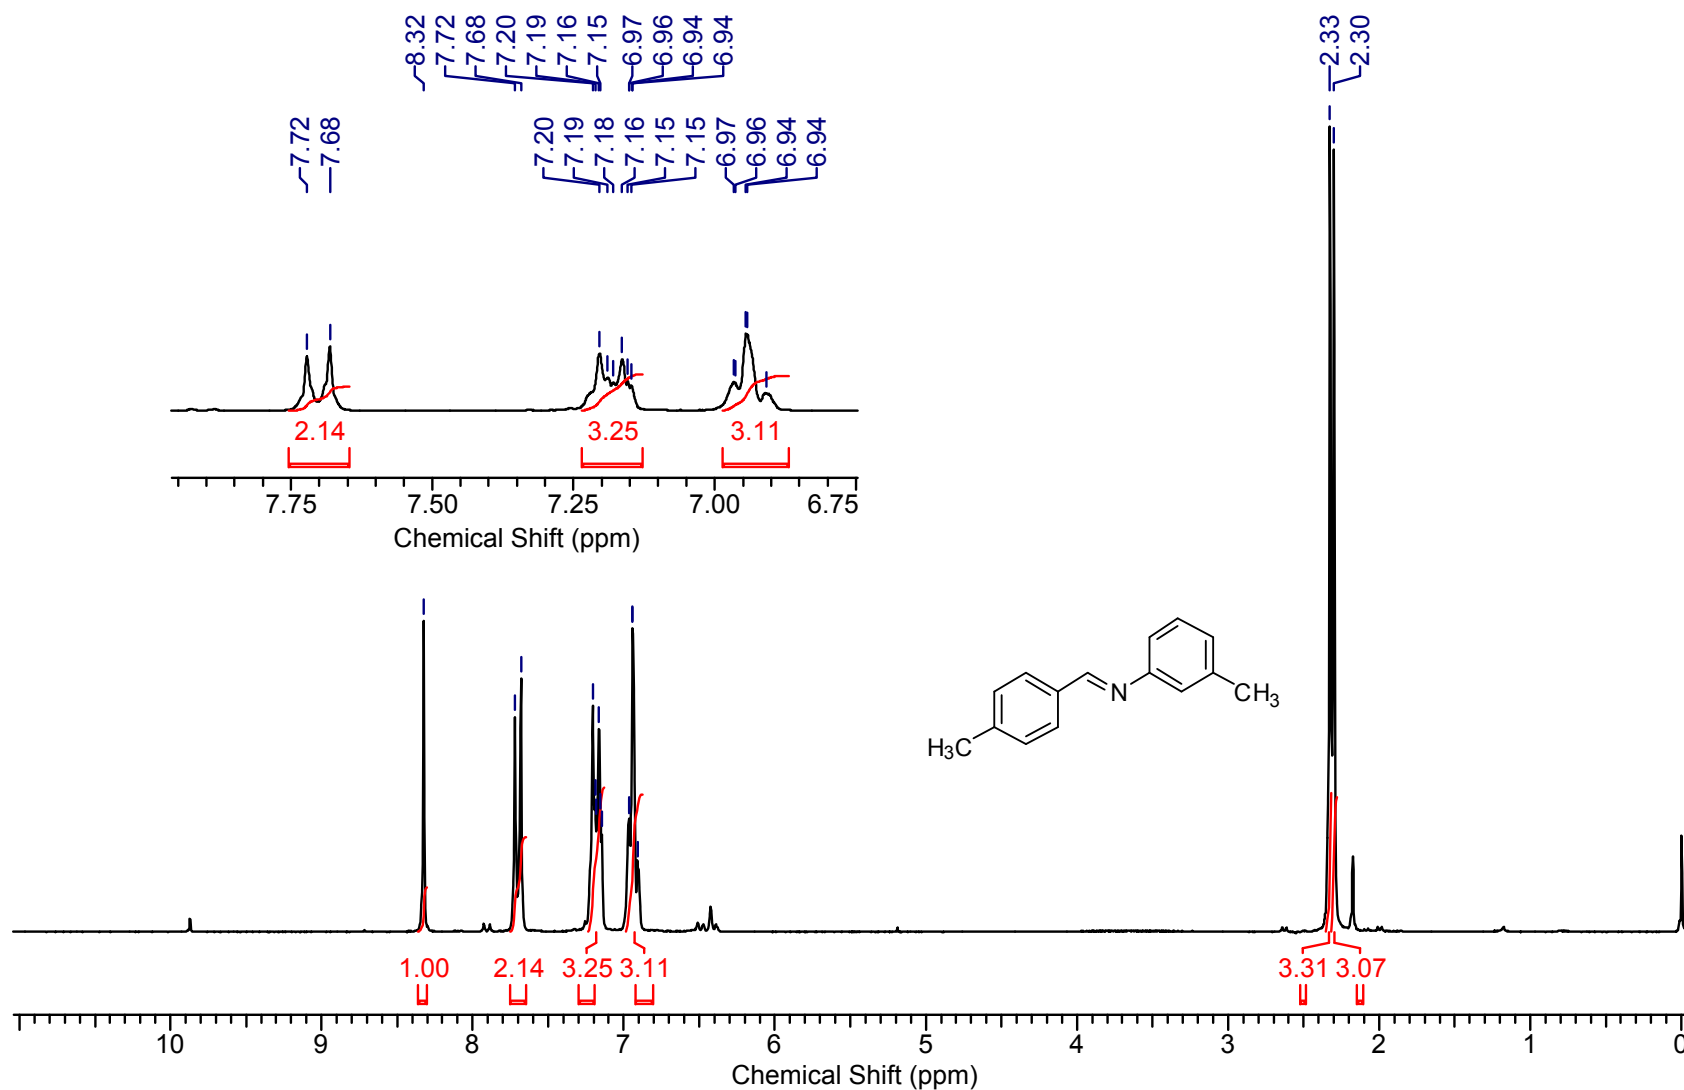 8.32 7.72 7.68 7.20 7.19 7.16 7.15 6.97 6.96 6.94 6.94 2.33 2.30
7.72 7.68 7.20 7.19 7.18 7.16 7.15 7.15 6.97 6.96 6.94 6.94
2.14 3.25 3.11
7.75 7.50 7.25 7.00 6.75
Chemical Shift (ppm)
N
CH3
H3C
1.00 2.14 3.25 3.11 3.31 3.07
10 9 8 7 6 5 4 3 2 1 0
Chemical Shift (ppm)